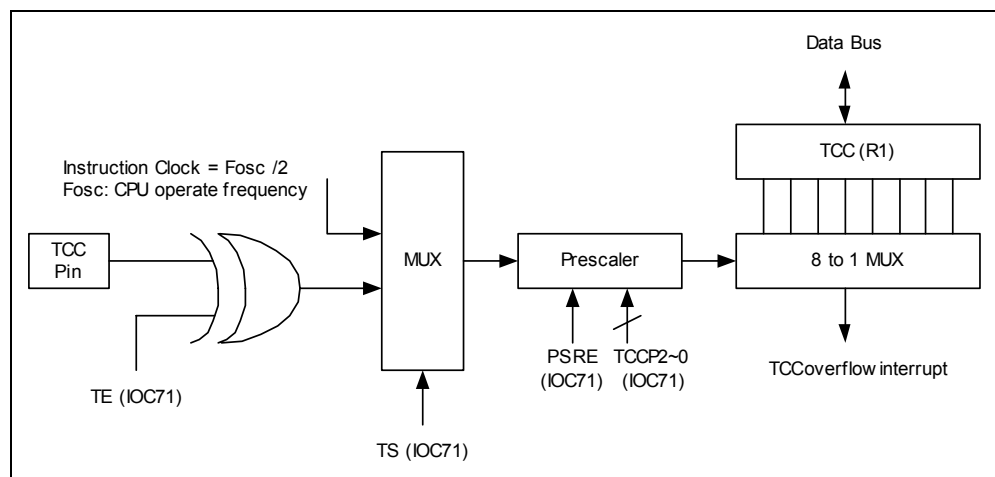 Data Bus
TCC (R1)
Instruction Clock = Fosc /2
Fosc: CPU operate frequency
TCC
Pin
MUX
Prescaler
8 to 1 MUX
PSRE
(IOC71)
TCCP2~0
(IOC71)
TCCoverflow interrupt
TE (IOC71)
TS (IOC71)